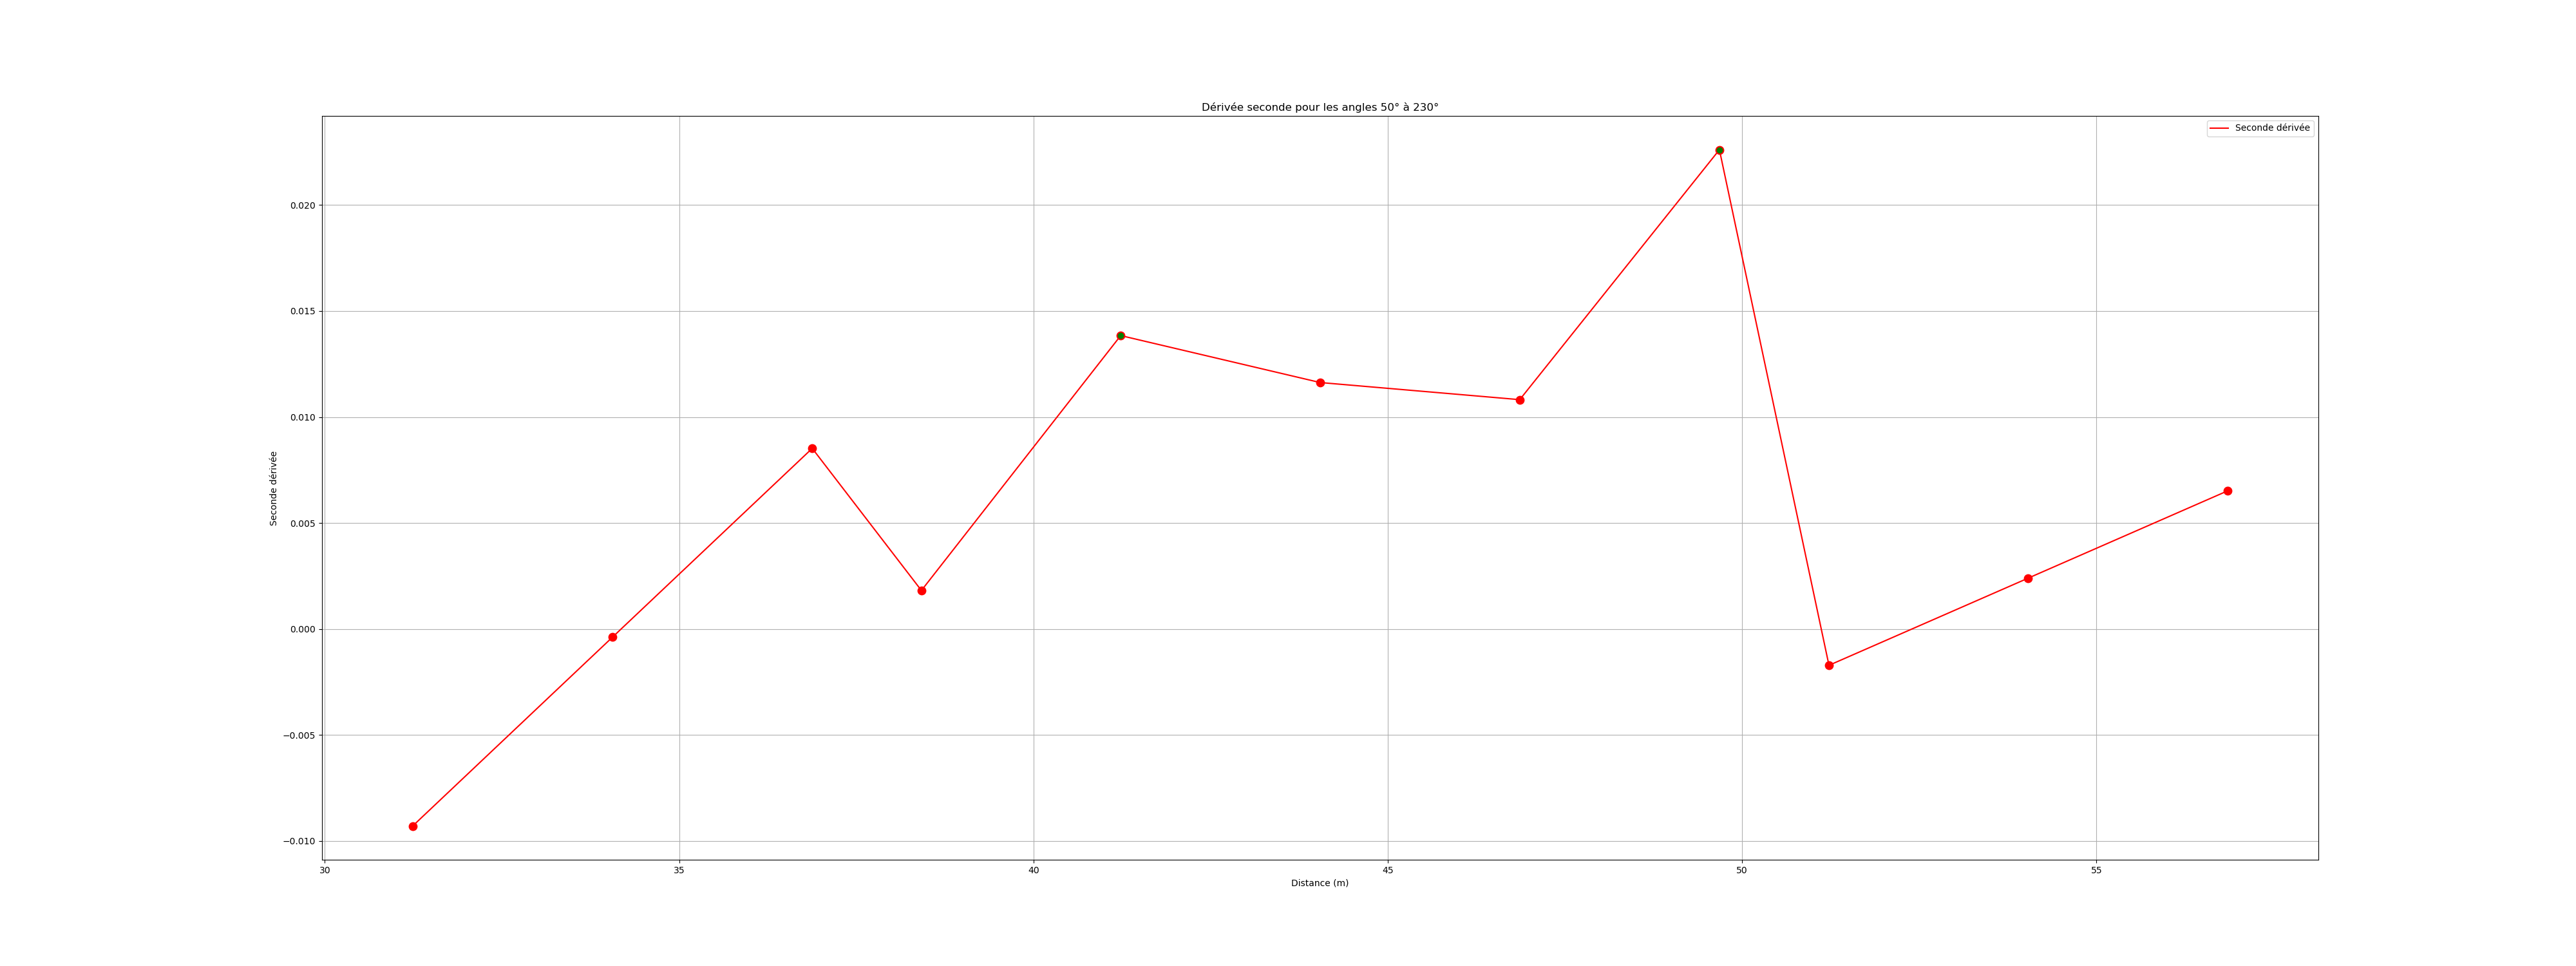 Dérivée seconde pour les angles 50° à 230°
Seconde dérivée
0.020
0.015
0.010
0.005
0.000
−0.005
−0.010
Seconde dérivée
30 35 40 45 50 55
Distance (m)